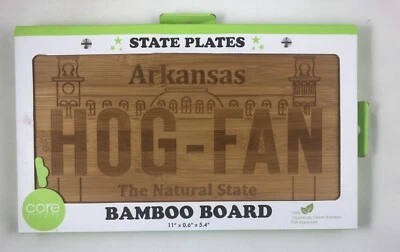 STATE PLATES
Arkansas
HOG-FAN
The Natural State
core
BAMBOO BOARD
11" x 0.6" x 5.4"